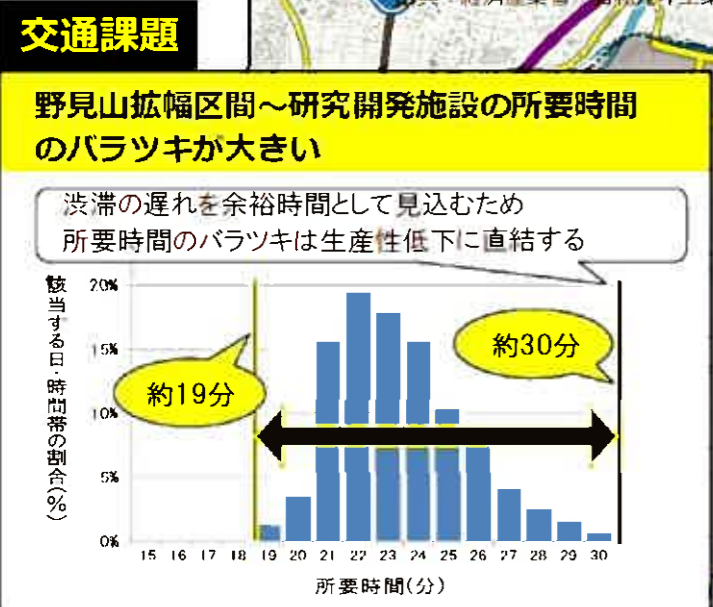 交通課題
野見山拡幅区間～研究開発施設の所要時間
のバラツキが大きい
渋滞の遅れを余裕時間として見込むため
所要時間のバラツキは生産性低下に直結する
該当する日・時間帯の割合(%)
20%
15%
10%
5%
0%
約19分
約30分
15 16 17 18 19 20 21 22 23 24 25 26 27 28 29 30
所要時間(分)